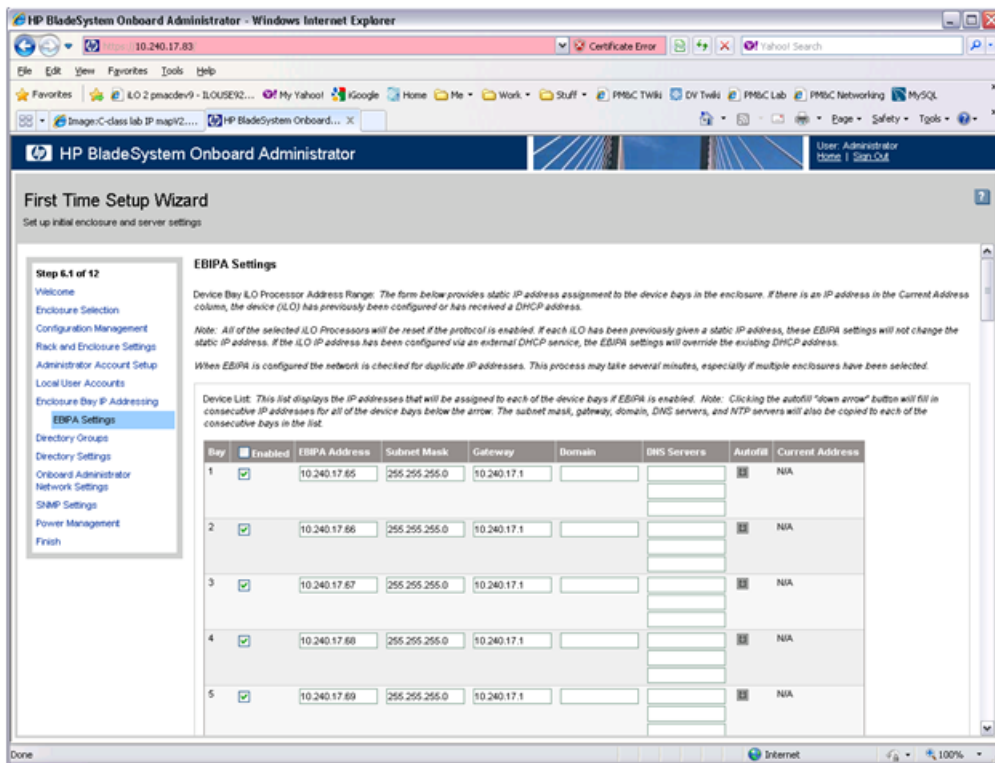 HP BladeSystem Onboard Administrator - Windows Internet Explorer
https: 10.240.17.83
Certificate Error
Yahoo! Search
File Edit View Favorites Tools Help
Favorites iLO 2 pmacdev9 - ILOUSE92... My Yahoo! iGoogle Home Me Work Stuff PM&C TWiki DV Twiki PM&C Lab PM&C Networking MySQL
Image:C-class lab IP mapV2.... HP BladeSystem Onboard... X Page Safety Tools
HP BladeSystem Onboard Administrator
User: Administrator
Home | Sign Out
First Time Setup Wizard
Set up initial enclosure and server settings
Step 6.1 of 12
Welcome
Enclosure Selection
Configuration Management
Rack and Enclosure Settings
Administrator Account Setup
Local User Accounts
Enclosure Bay IP Addressing
EBIPA Settings
Directory Groups
Directory Settings
Onboard Administrator
Network Settings
SNMP Settings
Power Management
Finish
EBIPA Settings
Device Bay iLO Processor Address Range: The form below provides static IP address assignment to the device bays in the enclosure. If there is an IP address in the Current Address
column, the device (iLO) has previously been configured or has received a DHCP address.
Note: All of the selected iLO Processors will be reset if the protocol is enabled. If each iLO has been previously given a static IP address, these EBIPA settings will not change the
static IP address. If the iLO IP address has been configured via an external DHCP service, the EBIPA settings will override the existing DHCP address.
When EBIPA is configured the network is checked for duplicate IP addresses. This process may take several minutes, especially if multiple enclosures have been selected.
Device List: This list displays the IP addresses that will be assigned to each of the device bays if EBIPA is enabled. Note: Clicking the autofill "down arrow" button will fill in
consecutive IP addresses for all of the device bays below the arrow. The subnet mask, gateway, domain, DNS servers, and NTP servers will also be copied to each of the
consecutive bays in the list.
Bay Enabled EBIPA Address Subnet Mask Gateway Domain DNS Servers Autofill Current Address
1 10.240.17.65 255.255.255.0 10.240.17.1 N/A
2 10.240.17.66 255.255.255.0 10.240.17.1 N/A
3 10.240.17.67 255.255.255.0 10.240.17.1 N/A
4 10.240.17.68 255.255.255.0 10.240.17.1 N/A
5 10.240.17.69 255.255.255.0 10.240.17.1 N/A
Done Internet 100%